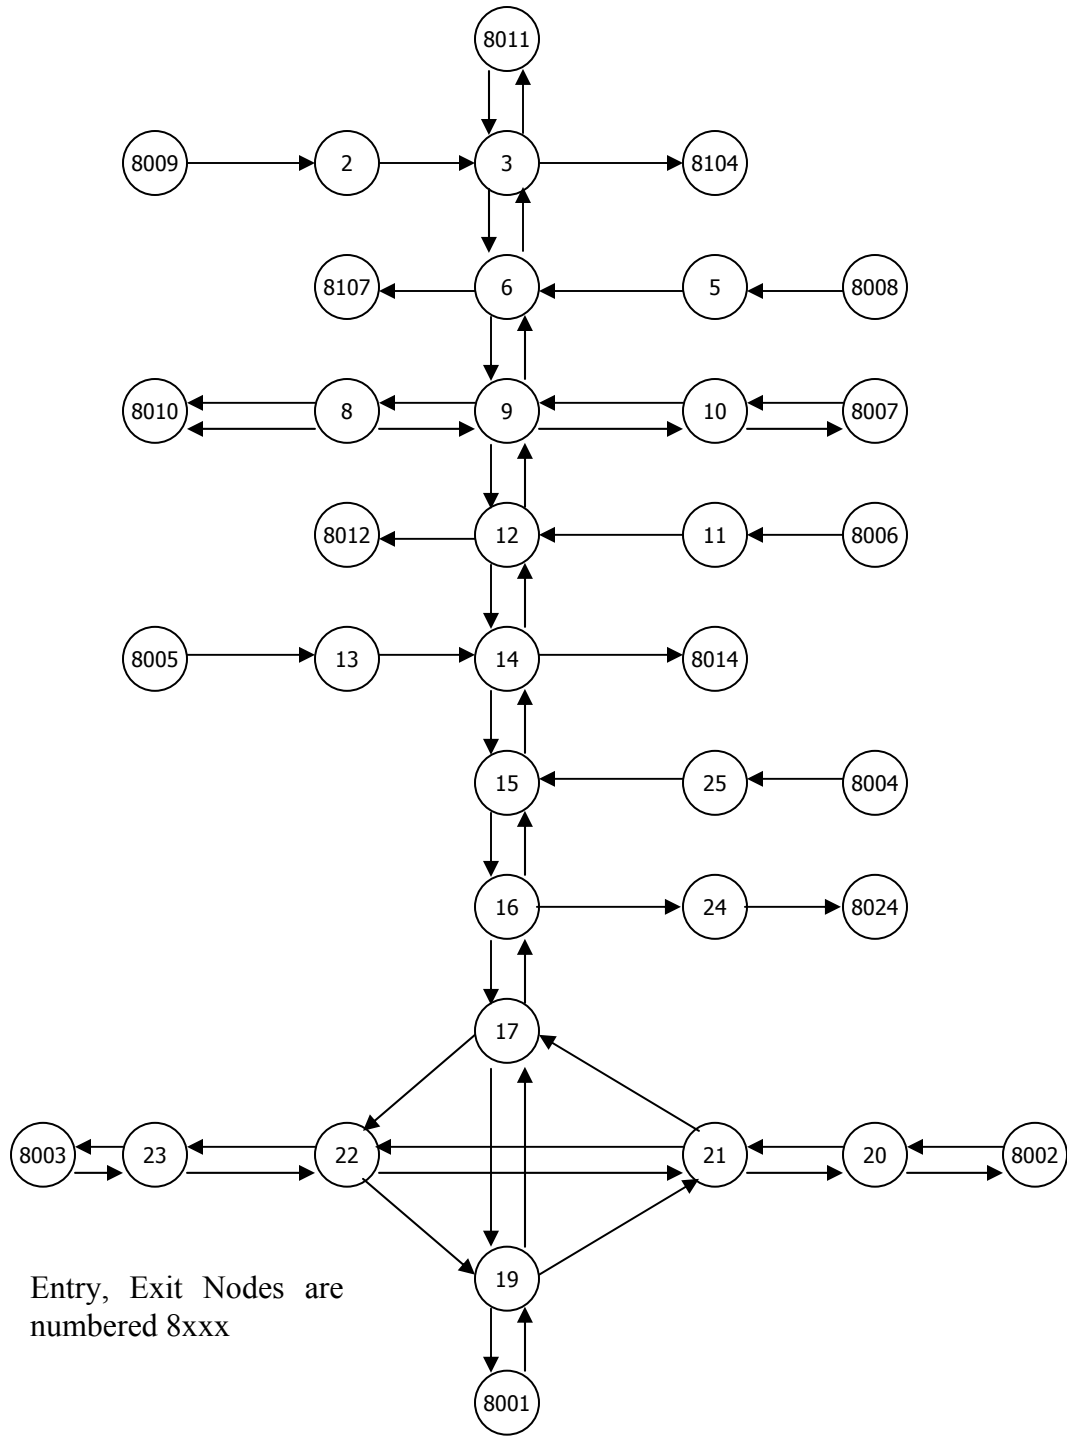 8011
8009 2 3 8104
8107 6 5 8008
8010 8 9 10 8007
8012 12 11 8006
8005 13 14 8014
15 25 8004
16 24 8024
17
8003 23 22 21 20 8002
19
Entry, Exit Nodes are
numbered 8xxx
8001